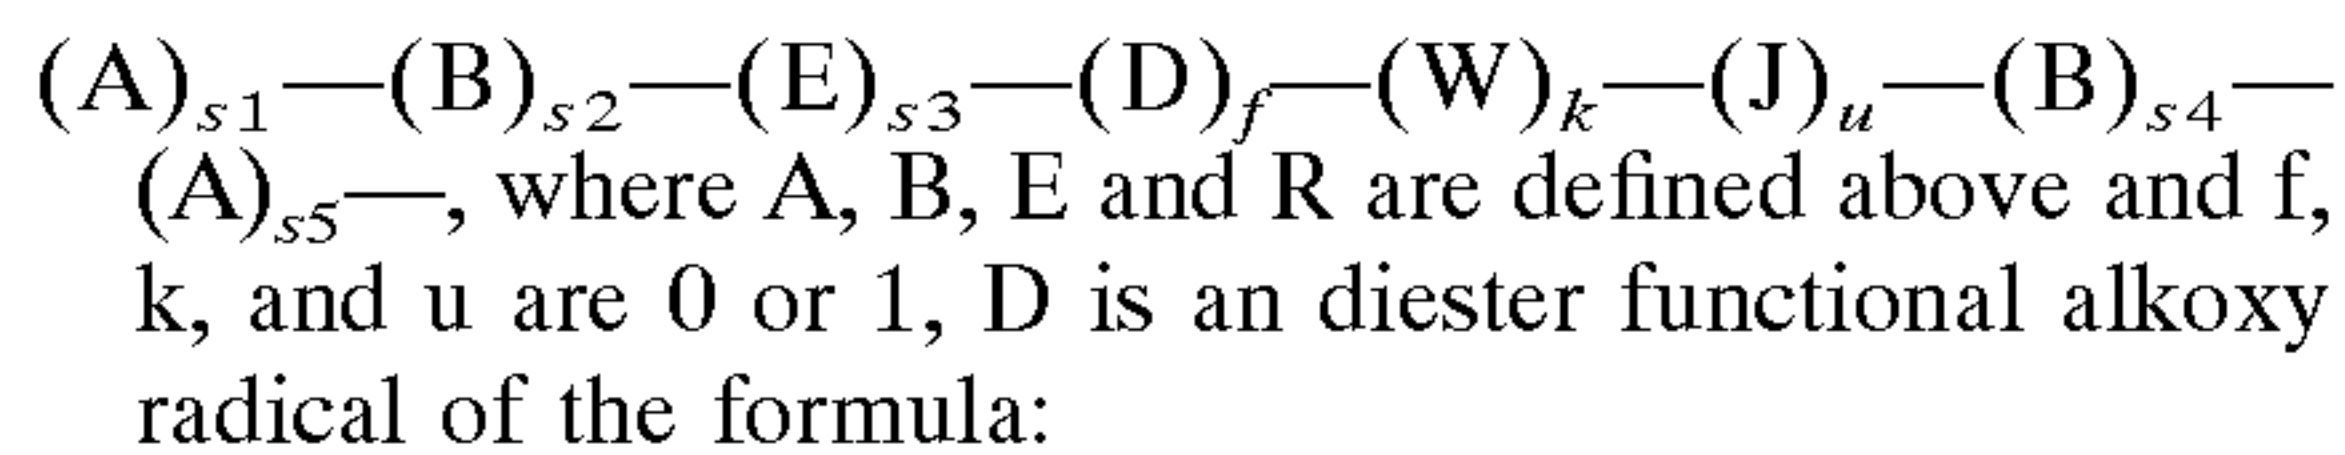 (A)s1—(B)s2—(E)s3—(D)f—(W)k—(J)u—(B)s4—
(A)s5—, where A, B, E and R are defined above and f,
k, and u are 0 or 1, D is an diester functional alkoxy
radical of the formula: